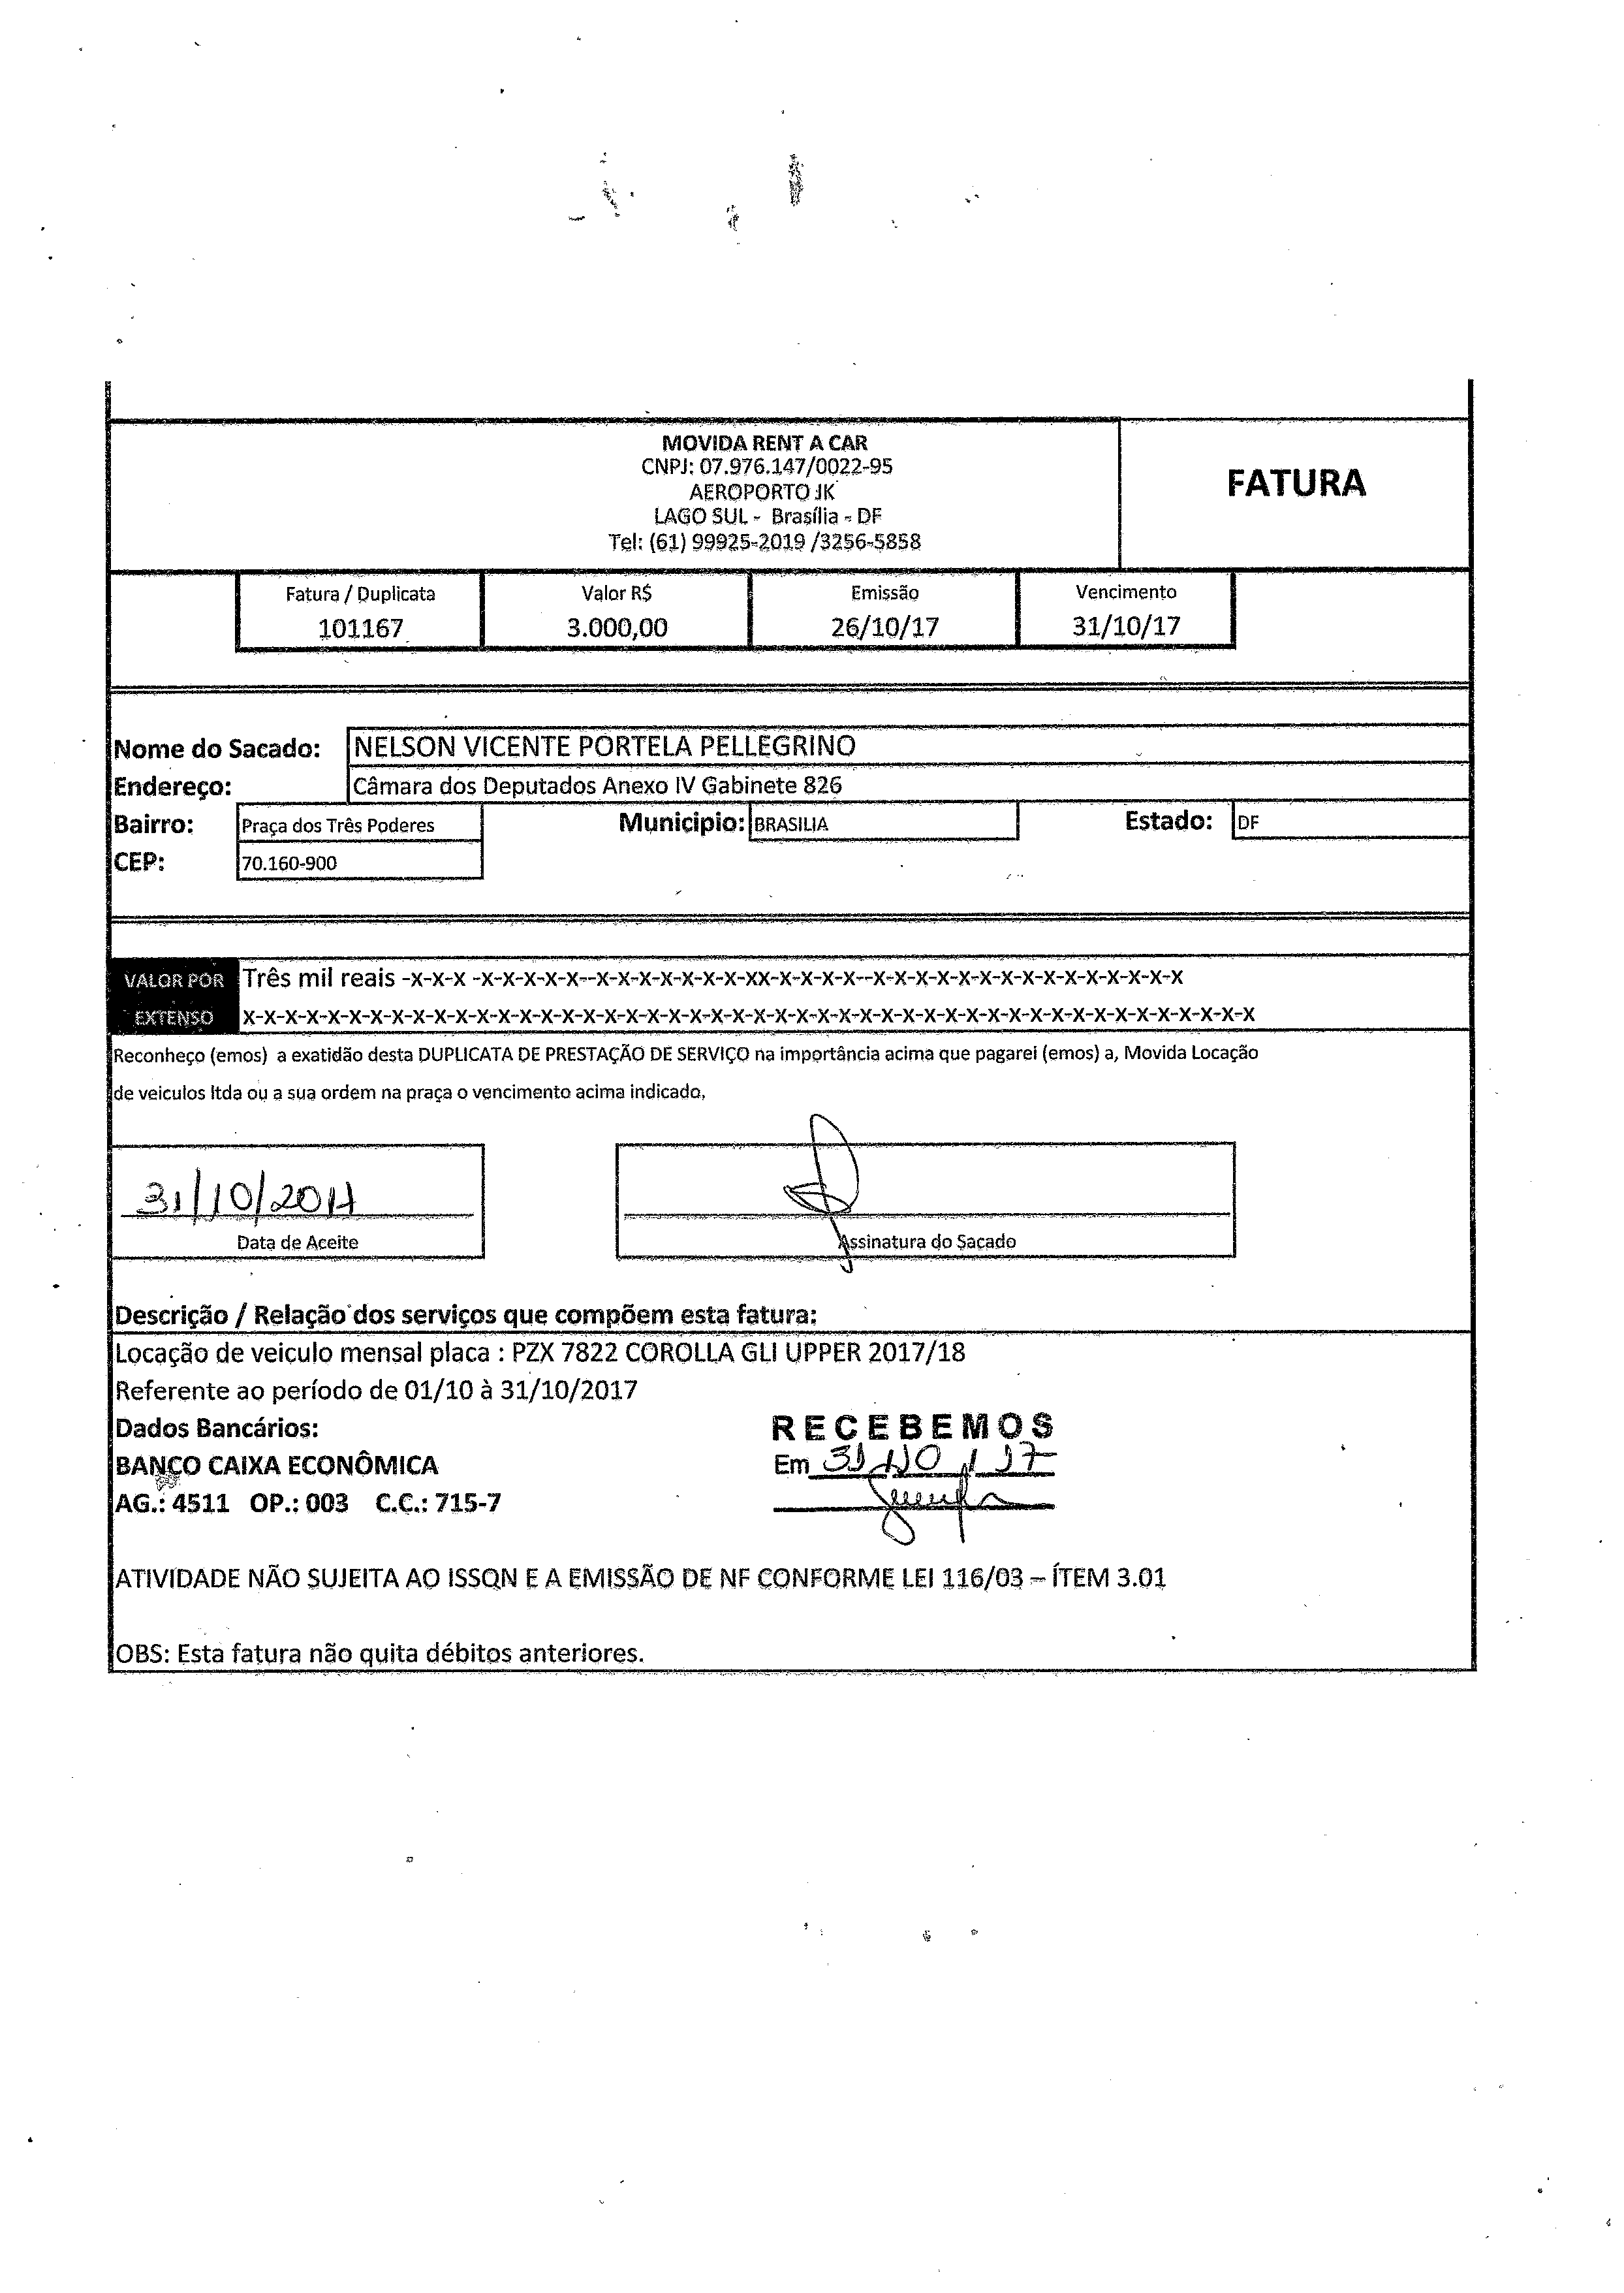 MOVIDA RENT A CAR
CNPJ: 07.976.147/0022-95
AEROPORTO JK
LAGO SUL - Brasília - DF
Tel: (61) 99925-2019 /3256-5858
FATURA
Fatura / Duplicata Valor R$ Emissão Vencimento
101167 3.000,00 26/10/17 31/10/17
Nome do Sacado: NELSON VICENTE PORTELA PELLEGRINO
Endereço: Câmara dos Deputados Anexo IV Gabinete 826
Bairro: Praça dos Três Poderes Municipio: BRASILIA Estado: DF
CEP: 70.160-900
VALOR POR EXTENSO
Três mil reais -x-x-x -x-x-x-x-x--x-x-x-x-x-x-x-xx-x-x-x-x--x-x-x-x-x-x-x-x-x-x-x-x-x-x-x
x-x-x-x-x-x-x-x-x-x-x-x-x-x-x-x-x-x-x-x-x-x-x-x-x-x-x-x-x-x-x-x-x-x-x-x-x-x-x-x-x-x-x-x-x-x-x-x
Reconheço (emos) a exatidão desta DUPLICATA DE PRESTAÇÃO DE SERVIÇO na importância acima que pagarei (emos) a, Movida Locação
de veiculos ltda ou a sua ordem na praça o vencimento acima indicado,
31/10/2017
Data de Aceite Assinatura do Sacado
Descrição / Relação dos serviços que compõem esta fatura:
Locação de veiculo mensal placa : PZX 7822 COROLLA GLI UPPER 2017/18
Referente ao período de 01/10 à 31/10/2017
Dados Bancários:
BANCO CAIXA ECONÔMICA
AG.: 4511 OP.: 003 C.C.: 715-7
RECEBEMOS
Em 31/10/17
ATIVIDADE NÃO SUJEITA AO ISSQN E A EMISSÃO DE NF CONFORME LEI 116/03 – ÍTEM 3.01
OBS: Esta fatura não quita débitos anteriores.